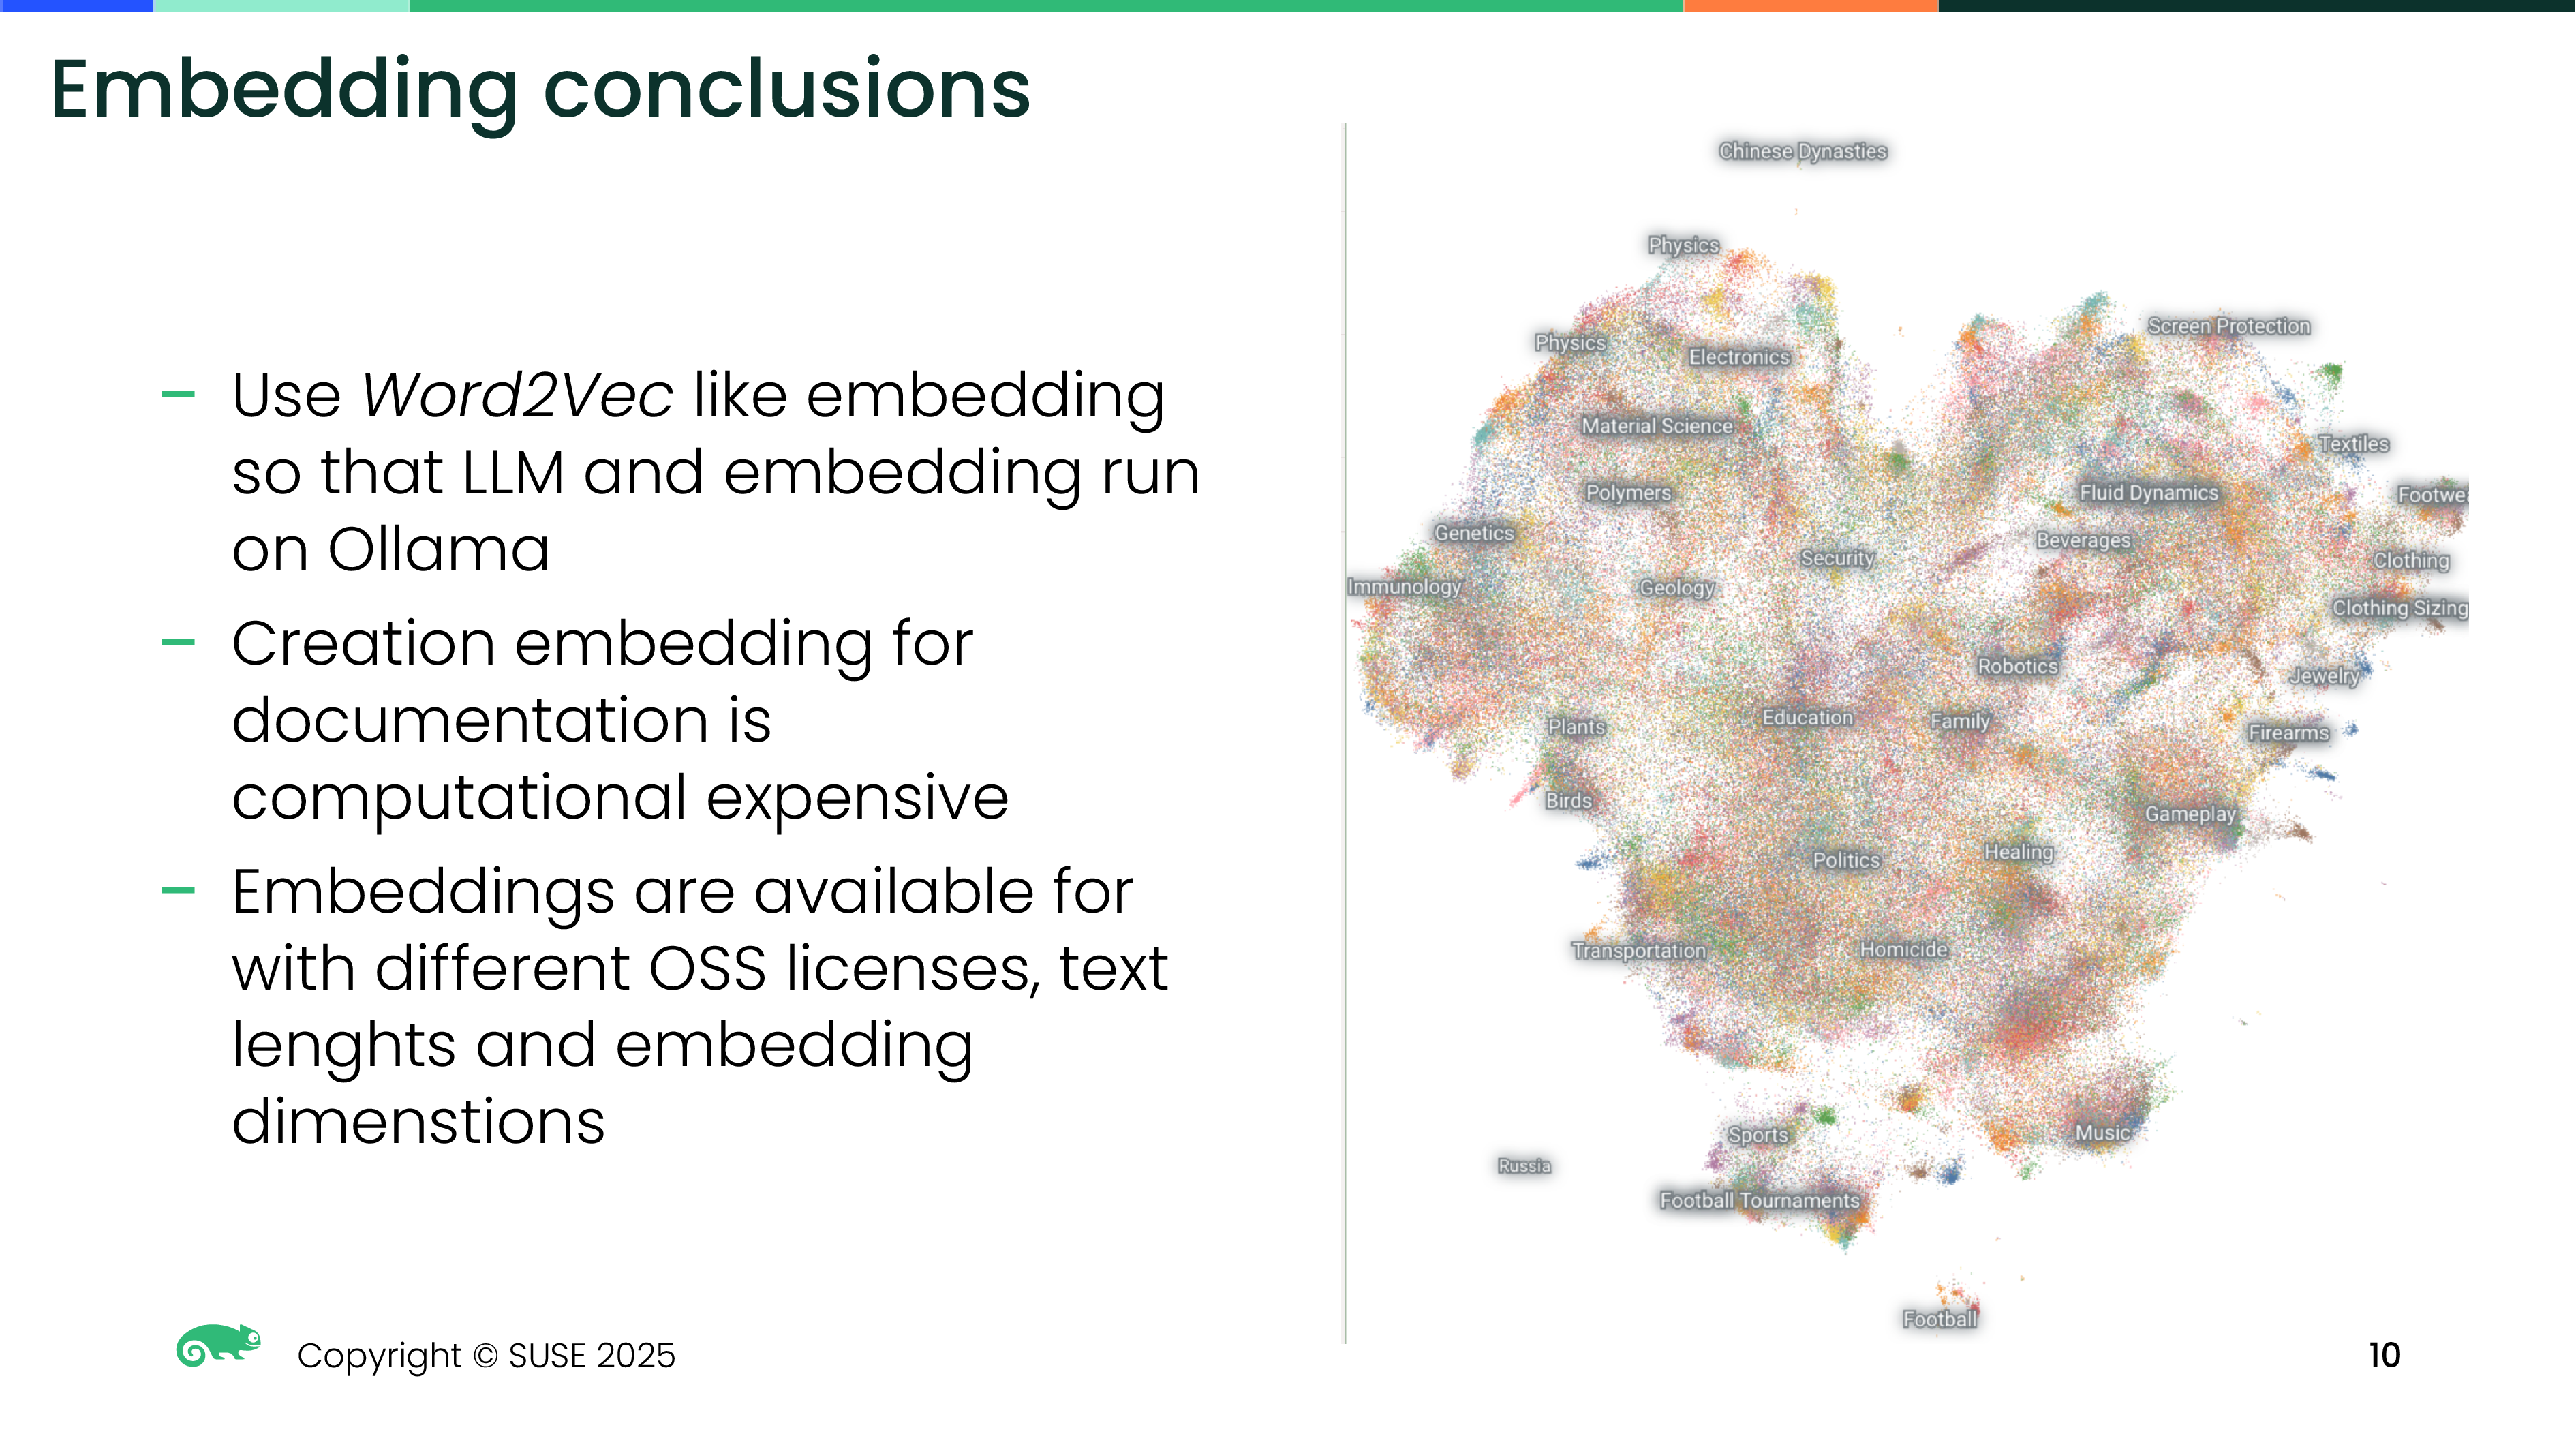 Embedding conclusions
– Use Word2Vec like embedding
so that LLM and embedding run
on Ollama
– Creation embedding for
documentation is
computational expensive
– Embeddings are available for
with different OSS licenses, text
lenghts and embedding
dimenstions
Chinese Dynasties
Physics
Screen Protection
Physics
Electronics
Material Science
Textiles
Polymers
Fluid Dynamics
Footwea
Genetics
Beverages
Security
Clothing
Immunology
Geology
Clothing Sizing
Robotics
Jewelry
Education
Family
Plants
Firearms
Birds
Gameplay
Healing
Politics
Transportation
Homicide
Music
Sports
Russia
Football Tournaments
Football
Copyright © SUSE 2025
10